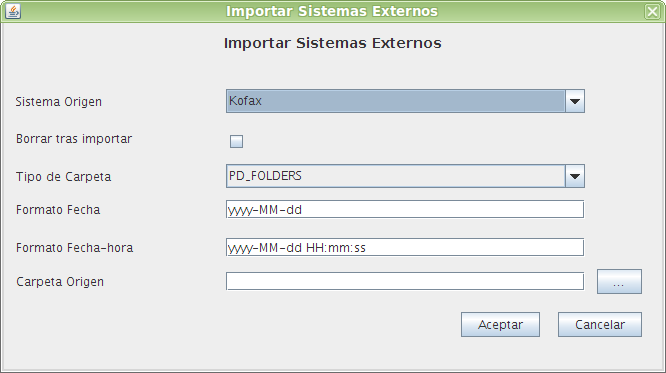 Importar Sistemas Externos
Importar Sistemas Externos
Sistema Origen Kofax
Borrar tras importar
Tipo de Carpeta PD_FOLDERS
Formato Fecha yyyy-MM-dd
Formato Fecha-hora yyyy-MM-dd HH:mm:ss
Carpeta Origen ...
Aceptar Cancelar